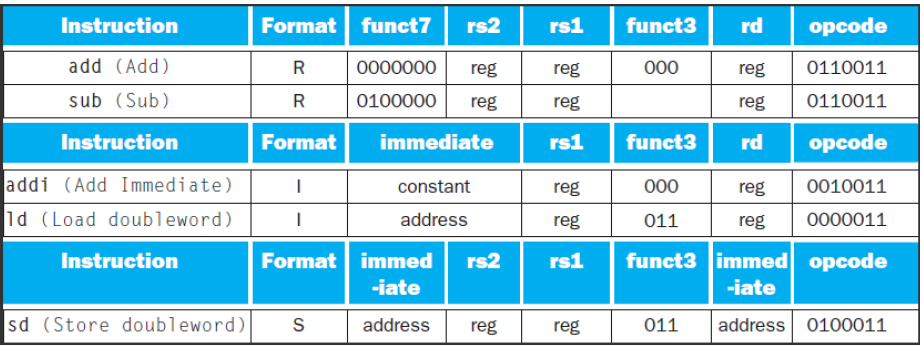 Instruction Format funct7 rs2 rs1 funct3 rd opcode
add (Add) R 0000000 reg reg 000 reg 0110011
sub (Sub) R 0100000 reg reg reg 0110011
Instruction Format immediate rs1 funct3 rd opcode
addi (Add Immediate) I constant reg 000 reg 0010011
ld (Load doubleword) I address reg 011 reg 0000011
Instruction Format immed rs2 rs1 funct3 immed opcode
-iate -iate
sd (Store doubleword) S address reg reg 011 address 0100011